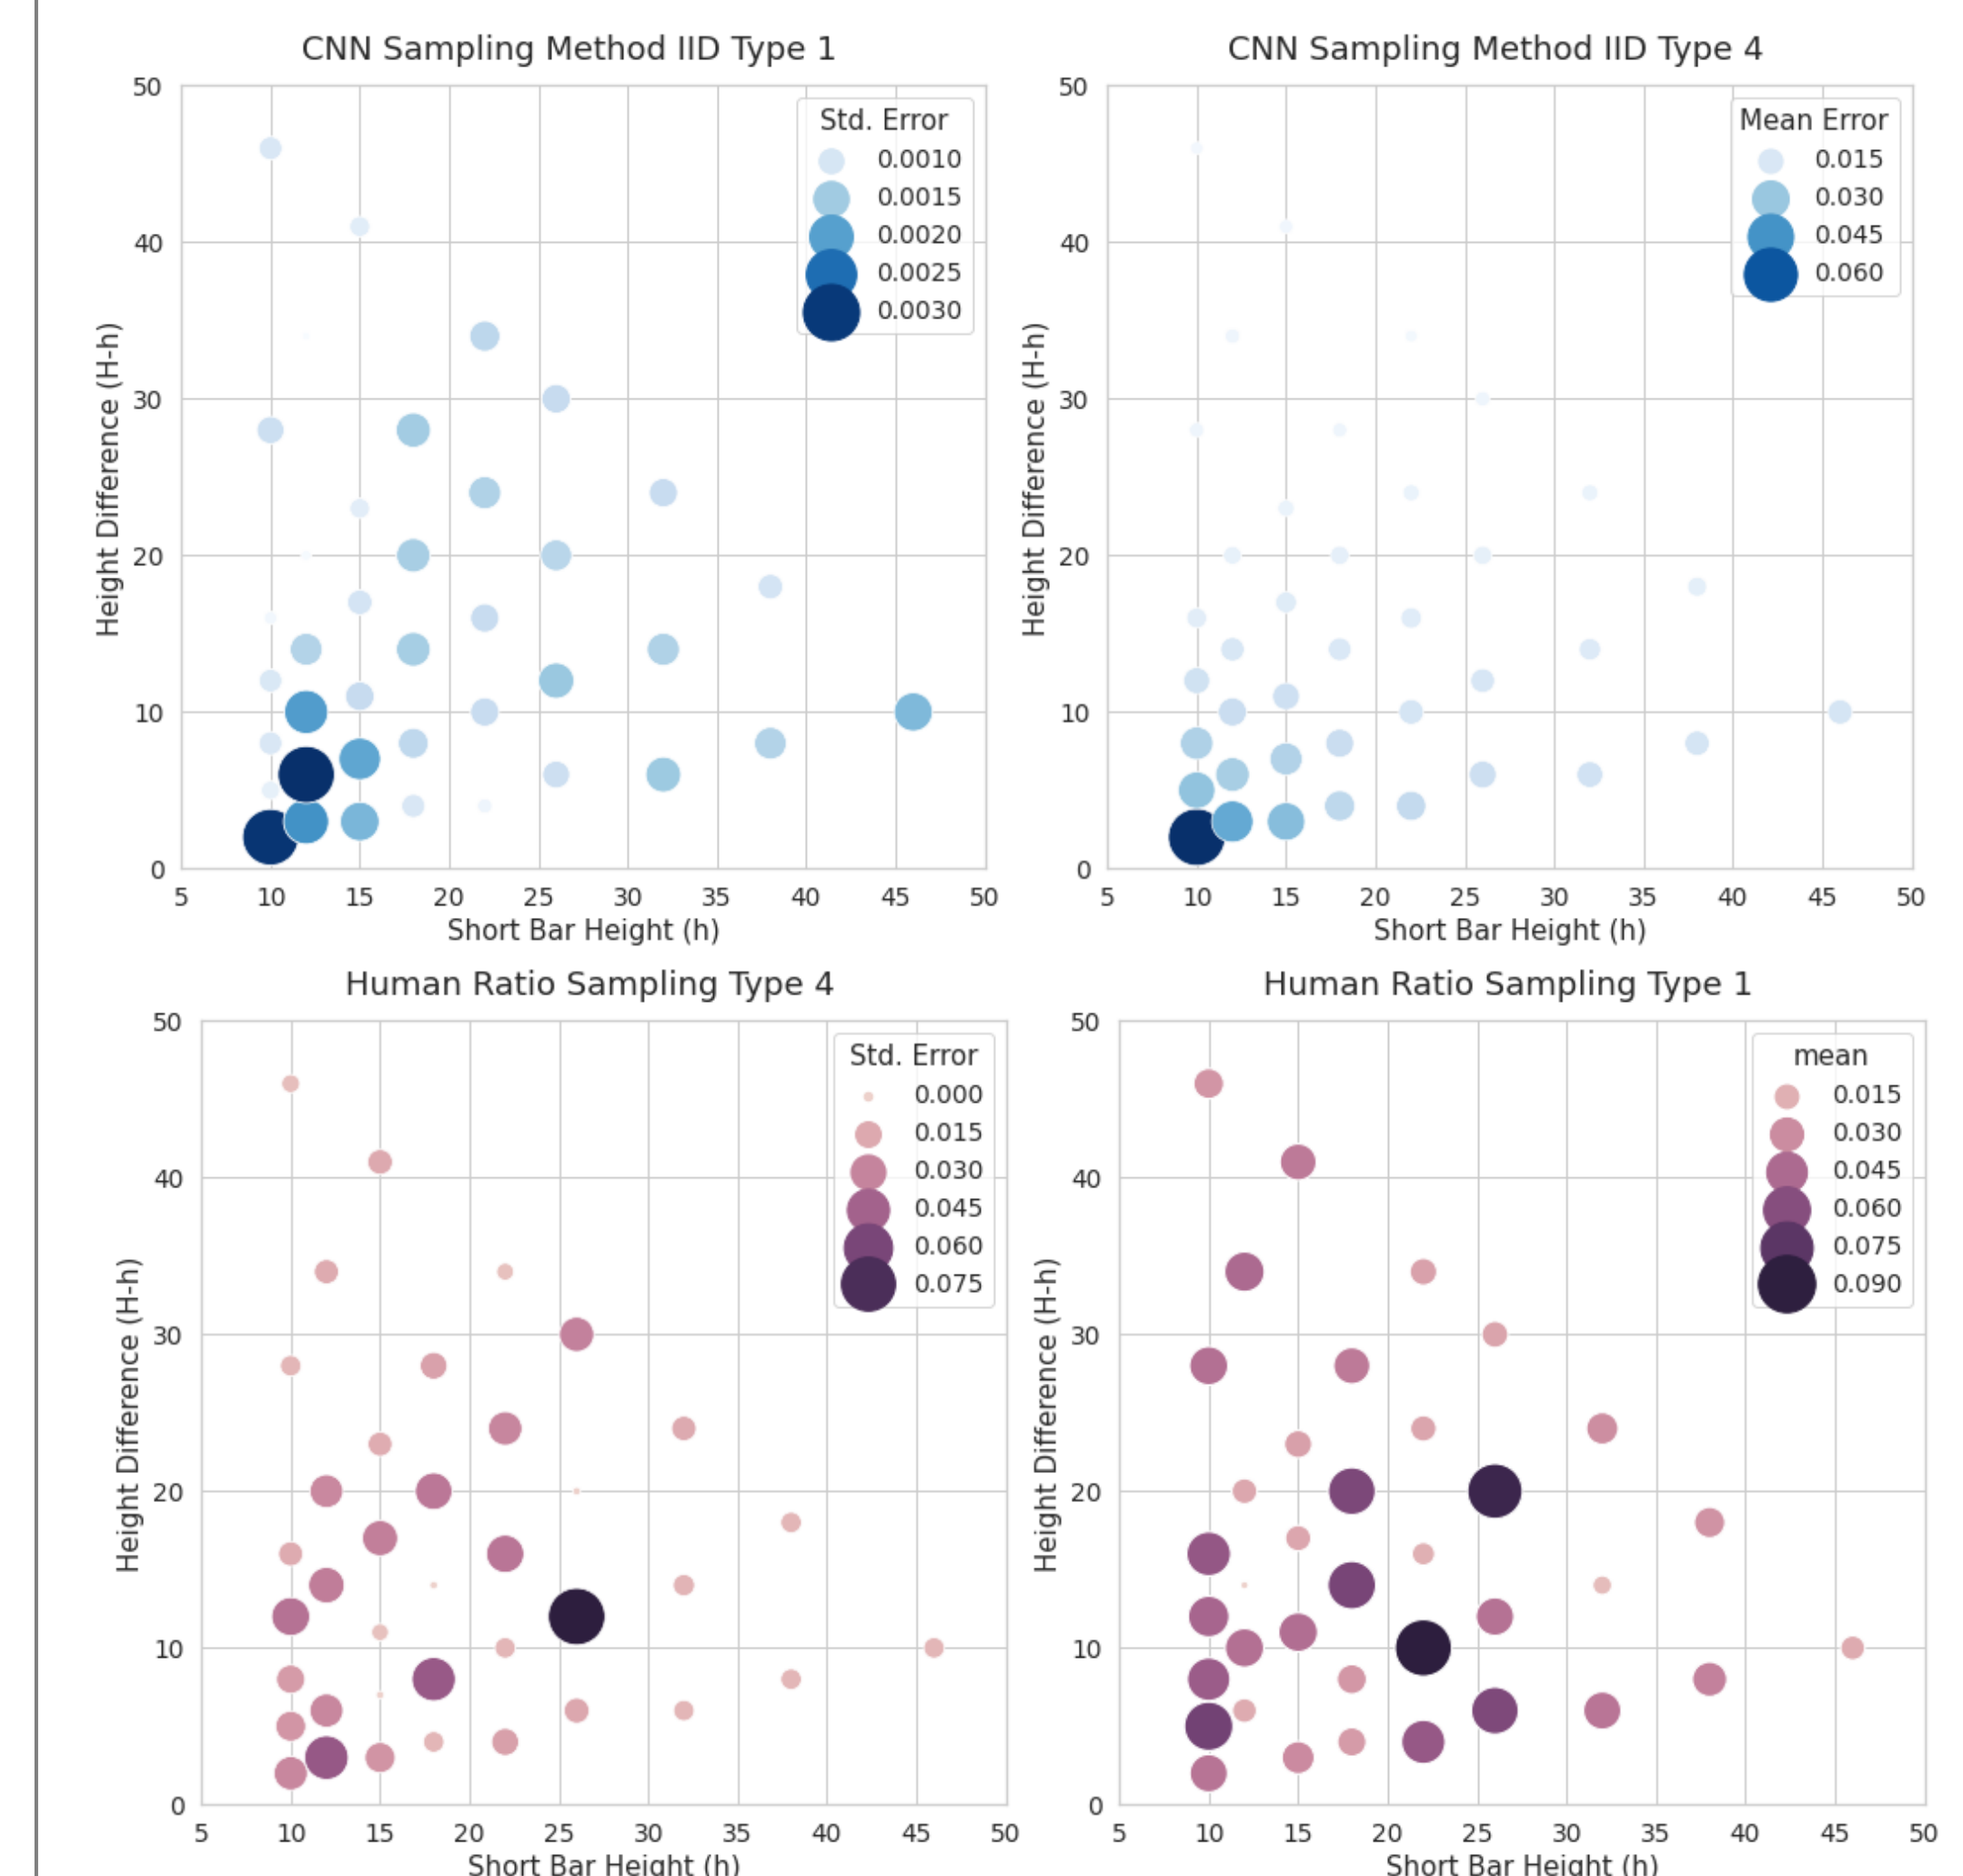 CNN Sampling Method IID Type 1
Std. Error
0.0010
0.0015
0.0020
0.0025
0.0030
50
40
30
20
10
0
Height Difference (H-h)
5 10 15 20 25 30 35 40 45 50
Short Bar Height (h)
CNN Sampling Method IID Type 4
Mean Error
0.015
0.030
0.045
0.060
50
40
30
20
10
0
Height Difference (H-h)
5 10 15 20 25 30 35 40 45 50
Short Bar Height (h)
Human Ratio Sampling Type 4
Std. Error
0.000
0.015
0.030
0.045
0.060
0.075
50
40
30
20
10
0
Height Difference (H-h)
5 10 15 20 25 30 35 40 45 50
Short Bar Height (h)
Human Ratio Sampling Type 1
mean
0.015
0.030
0.045
0.060
0.075
0.090
50
40
30
20
10
0
Height Difference (H-h)
5 10 15 20 25 30 35 40 45 50
Short Bar Height (h)